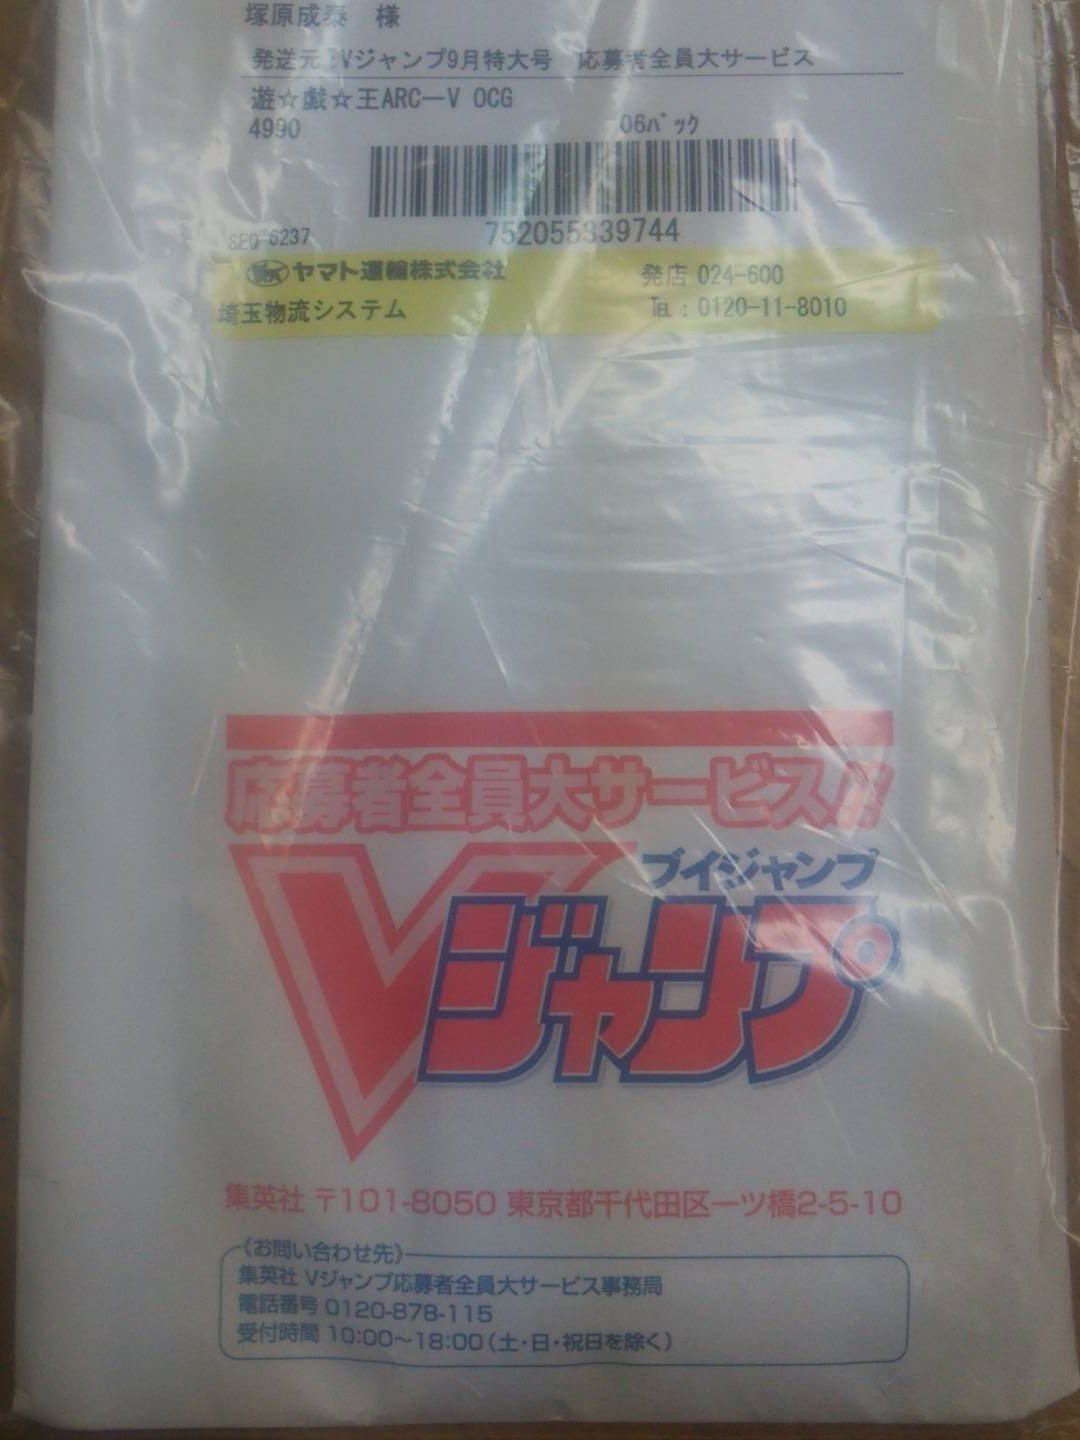 塚原成泰 様
発送元:Vジャンプ9月特大号 応募者全員大サービス
遊☆戯☆王ARC−V OCG
4990 06パック
752055339744
SEQ 6237
ヤマト運輸株式会社 発店 024-600
埼玉物流システム TEL : 0120-11-8010
応募者全員大サービス!!
ブイジャンプ
Vジャンプ
集英社 〒101-8050 東京都千代田区一ツ橋2-5-10
《お問い合わせ先》
集英社 Vジャンプ応募者全員大サービス事務局
電話番号 0120-878-115
受付時間 10:00〜18:00(土・日・祝日を除く)